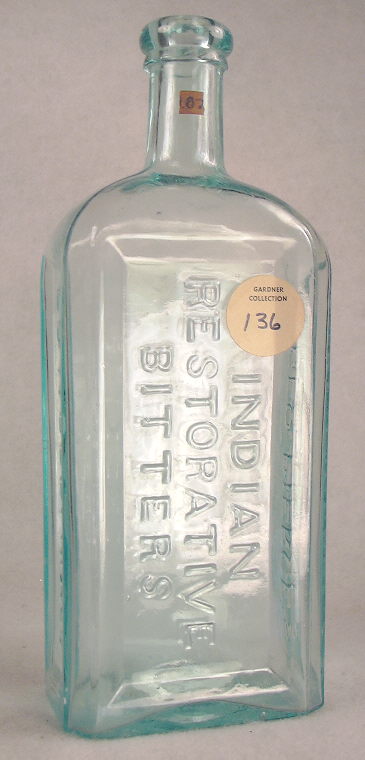 GARDNER
COLLECTION
136
INDIAN
RESTORATIVE
BITTERS